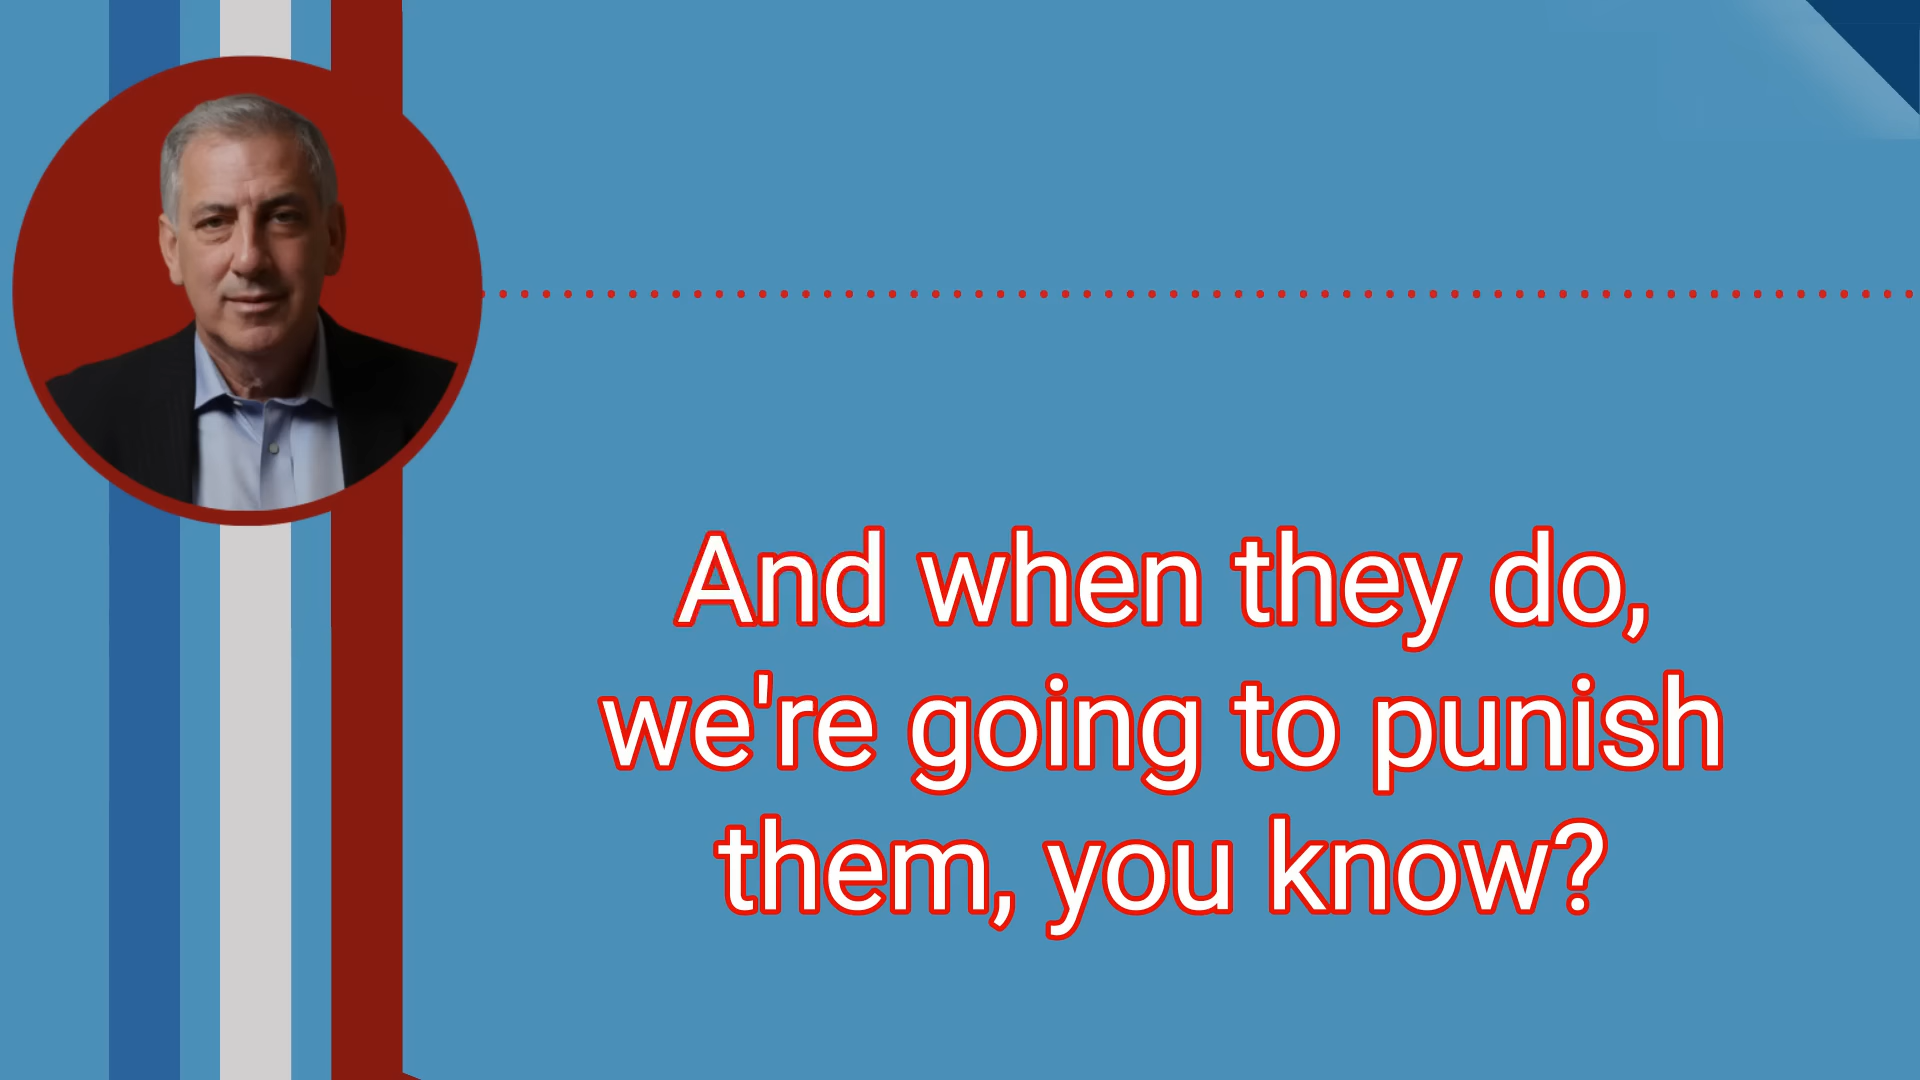 And when they do,
we're going to punish
them, you know?